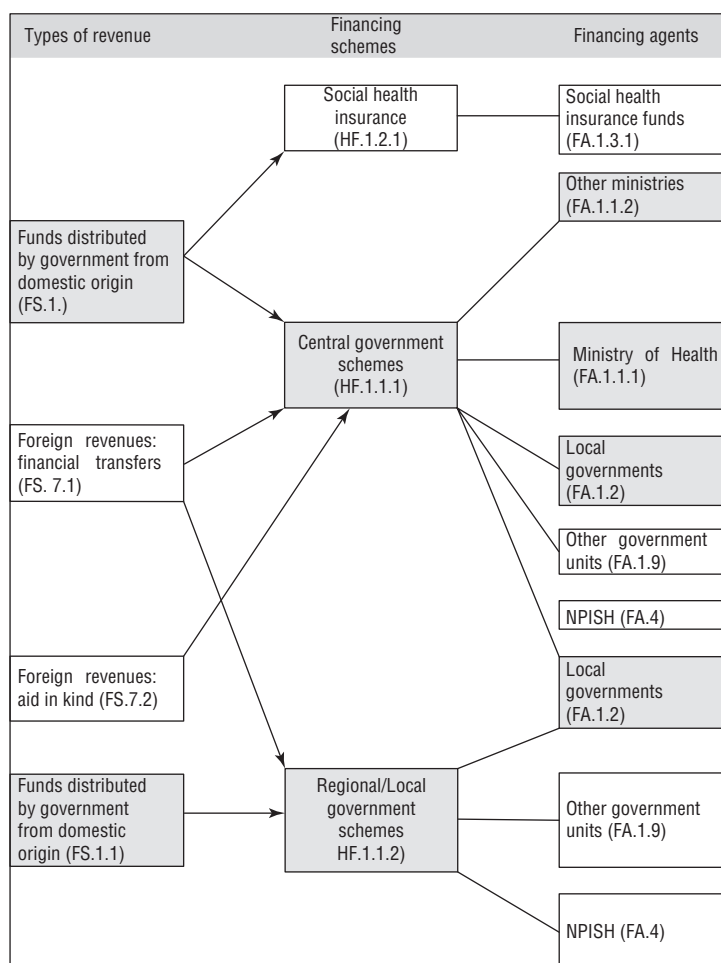 Types of revenue
Financing
schemes
Financing agents
Social health
insurance
(HF.1.2.1)
Social health
insurance funds
(FA.1.3.1)
Other ministries
(FA.1.1.2)
Funds distributed
by government from
domestic origin
(FS.1.)
Central government
schemes
(HF.1.1.1)
Ministry of Health
(FA.1.1.1)
Foreign revenues:
financial transfers
(FS. 7.1)
Local
governments
(FA.1.2)
Other government
units (FA.1.9)
NPISH (FA.4)
Foreign revenues:
aid in kind (FS.7.2)
Local
governments
(FA.1.2)
Funds distributed
by government
from domestic
origin (FS.1.1)
Regional/Local
government
schemes
HF.1.1.2)
Other government
units (FA.1.9)
NPISH (FA.4)